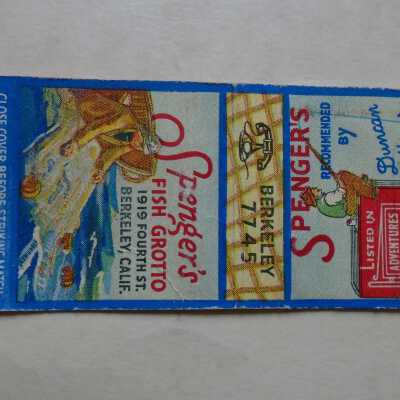 Spenger's
FISH GROTTO
1919 FOURTH ST.
BERKELEY, CALIF.
BERKELEY
7745
SPENGER'S
RECOMMENDED
BY
Duncan
LISTED IN
ADVENTURES
CLOSE COVER BEFORE STRIKING MATCH